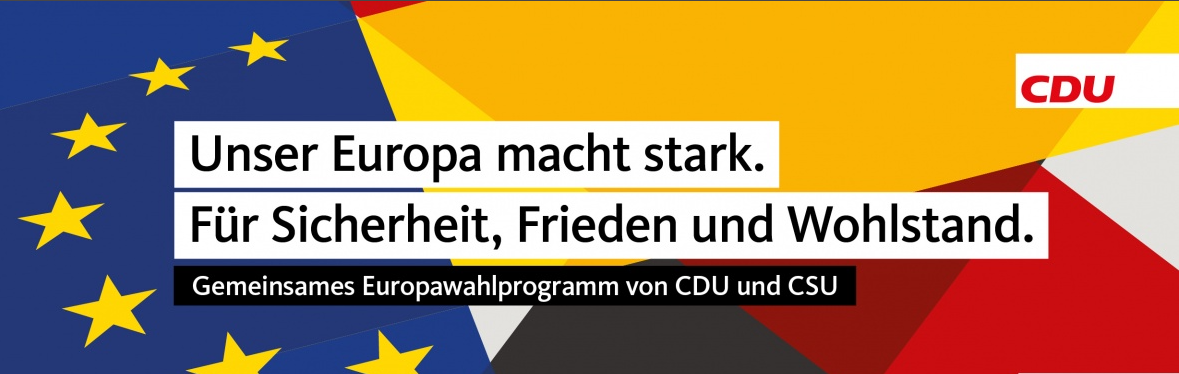 CDU
Unser Europa macht stark.
Für Sicherheit, Frieden und Wohlstand.
Gemeinsames Europawahlprogramm von CDU und CSU